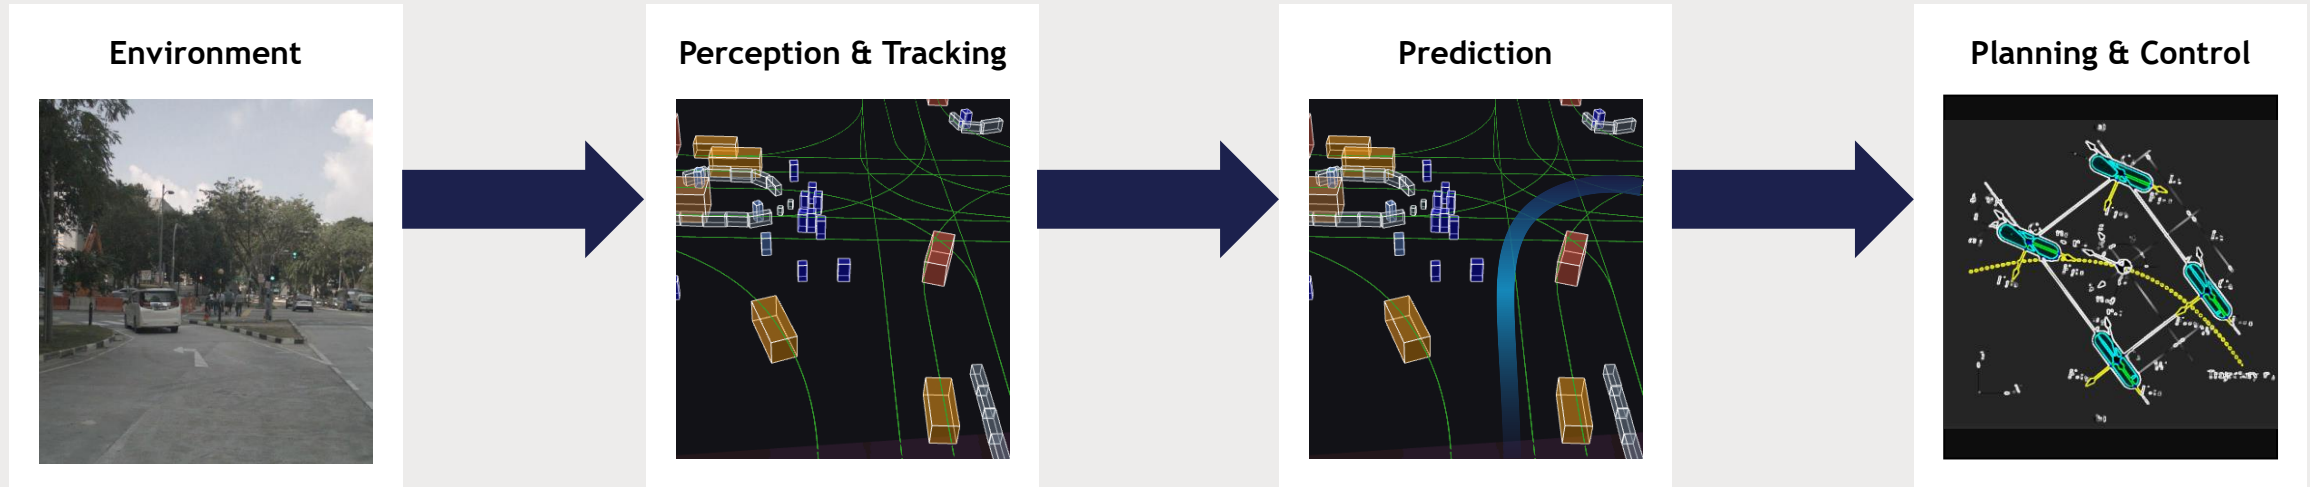 Environment
Perception & Tracking
Prediction
Planning & Control